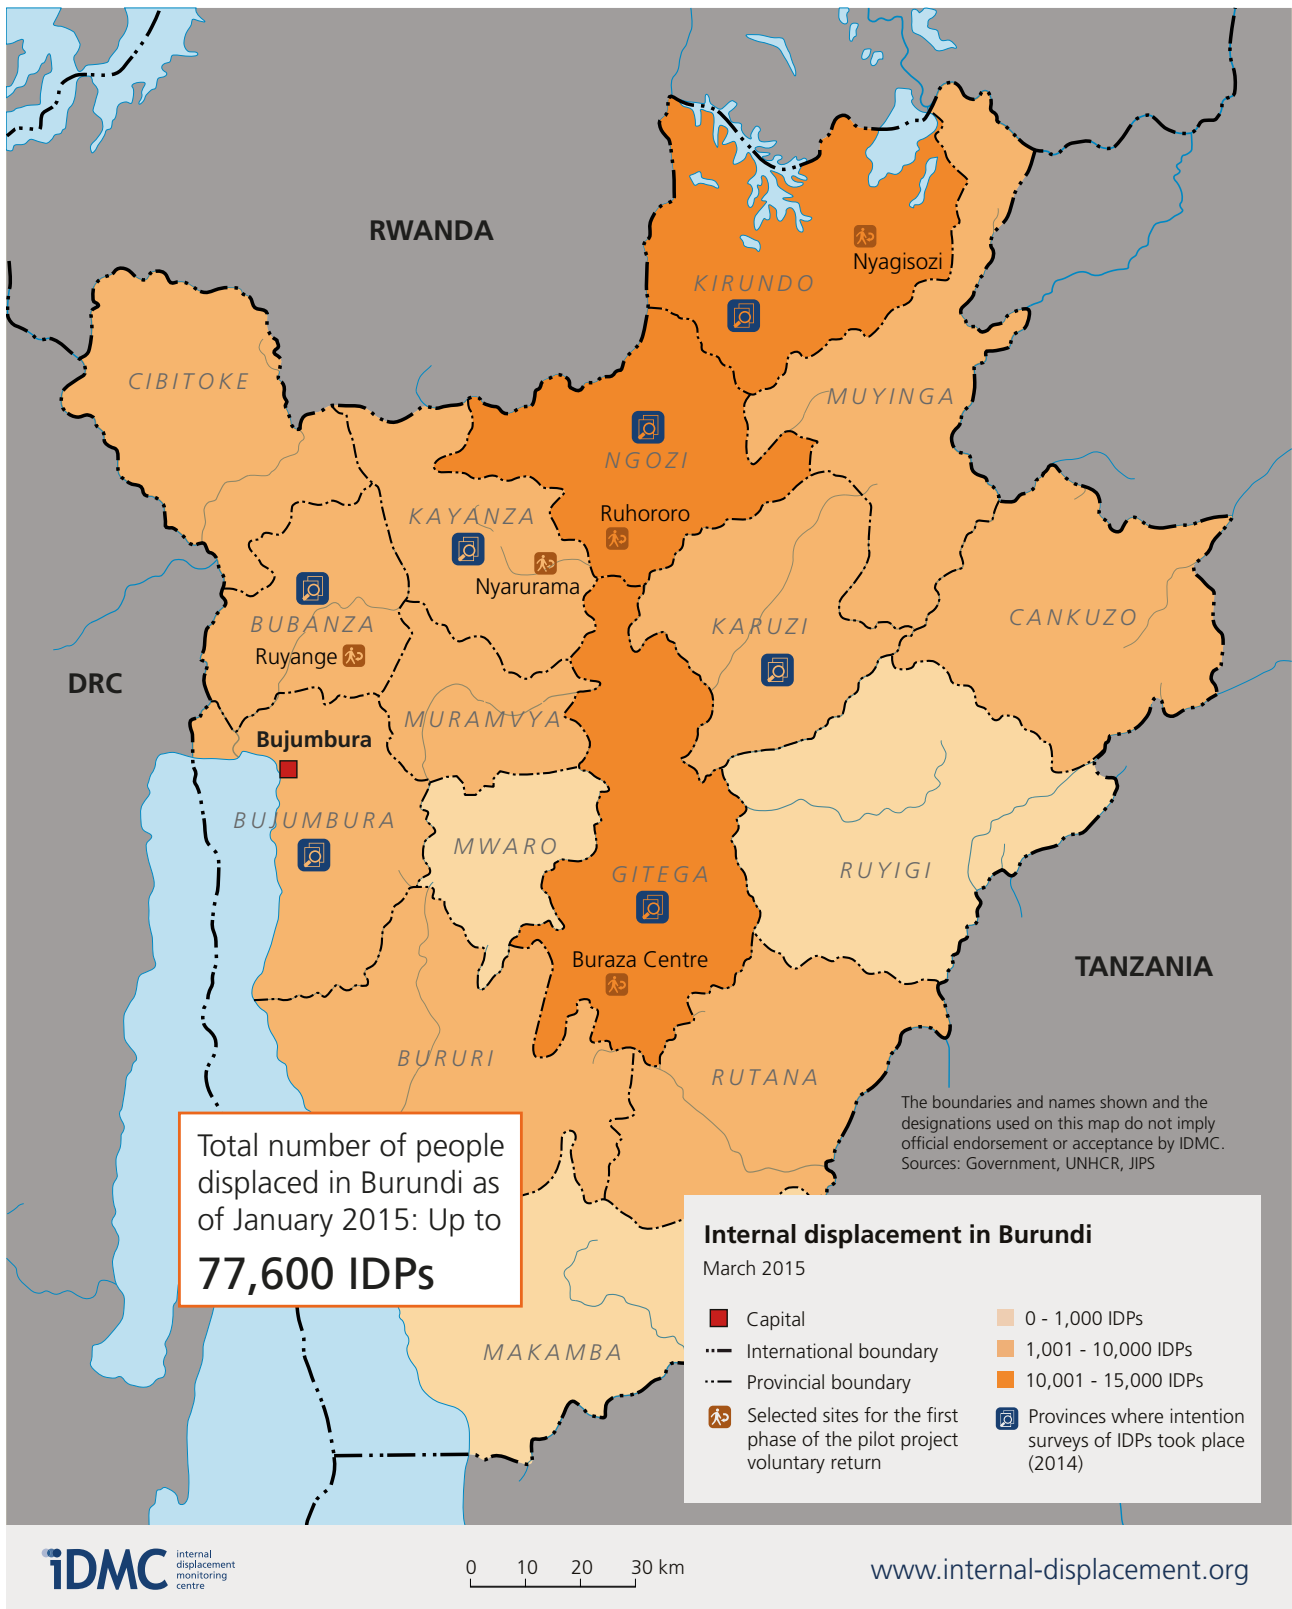 RWANDA
Nyagisozi
KIRUNDO
CIBITOKE
MUYINGA
NGOZI
Ruhororo
KAYANZA
Nyarurama
BUBANZA
Ruyange
KARUZI
CANKUZO
DRC
MURAMVYA
Bujumbura
BUJUMBURA
MWARO
GITEGA
RUYIGI
Buraza Centre
TANZANIA
BURURI
RUTANA
The boundaries and names shown and the
designations used on this map do not imply
official endorsement or acceptance by IDMC.
Sources: Government, UNHCR, JIPS
Total number of people
displaced in Burundi as
of January 2015: Up to
77,600 IDPs
MAKAMBA
Internal displacement in Burundi
March 2015
Capital
International boundary
Provincial boundary
Selected sites for the first
phase of the pilot project
voluntary return
0 - 1,000 IDPs
1,001 - 10,000 IDPs
10,001 - 15,000 IDPs
Provinces where intention
surveys of IDPs took place
(2014)
iDMC
internal
displacement
monitoring
centre
0 10 20 30 km
www.internal-displacement.org